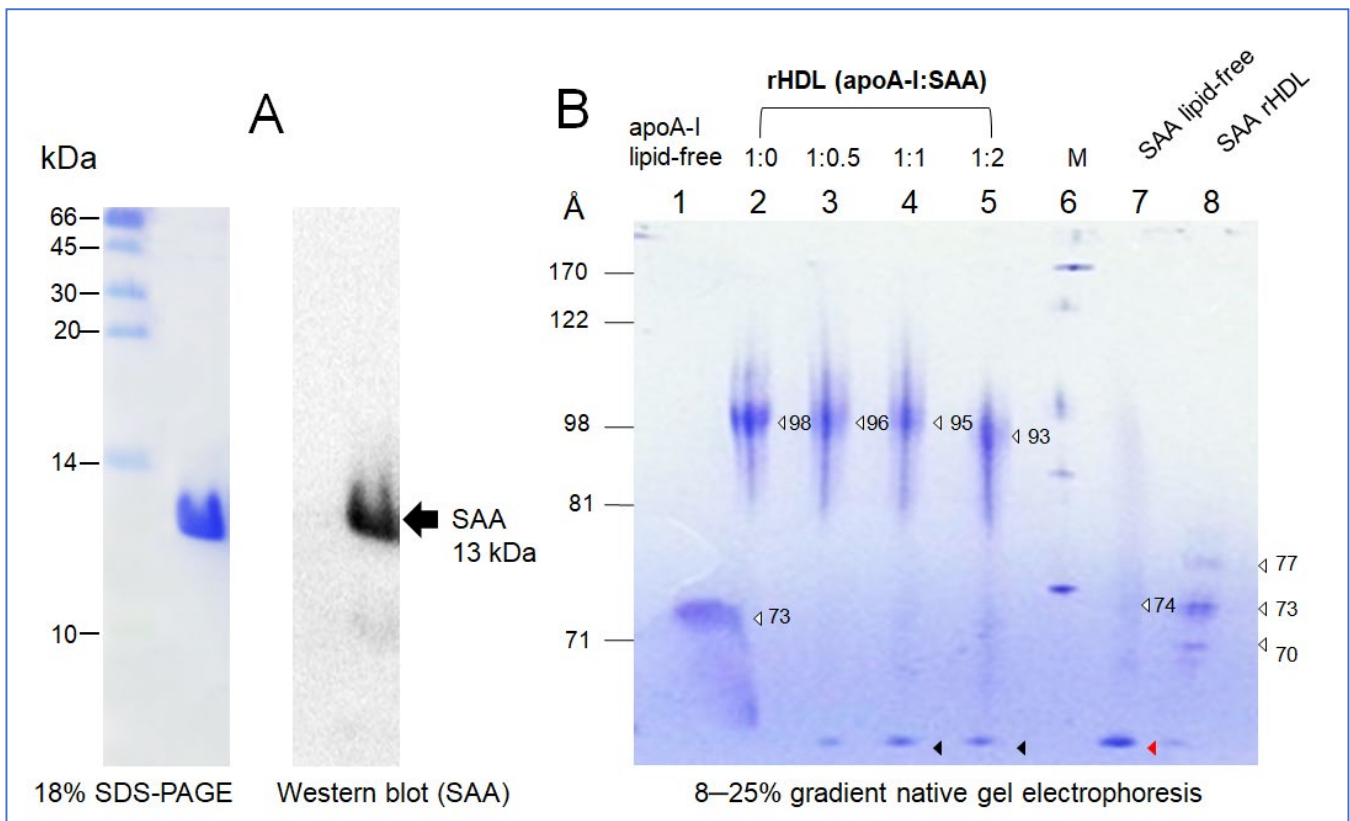 A
kDa
66
45
30
20
14
10
SAA
13 kDa
18% SDS-PAGE
Western blot (SAA)
B
rHDL (apoA-I:SAA)
apoA-I
lipid-free
1:0
1:0.5
1:1
1:2
M
SAA lipid-free
SAA rHDL
Å
1
2
3
4
5
6
7
8
170
122
98
81
71
98
96
95
93
73
74
77
73
70
8—25% gradient native gel electrophoresis